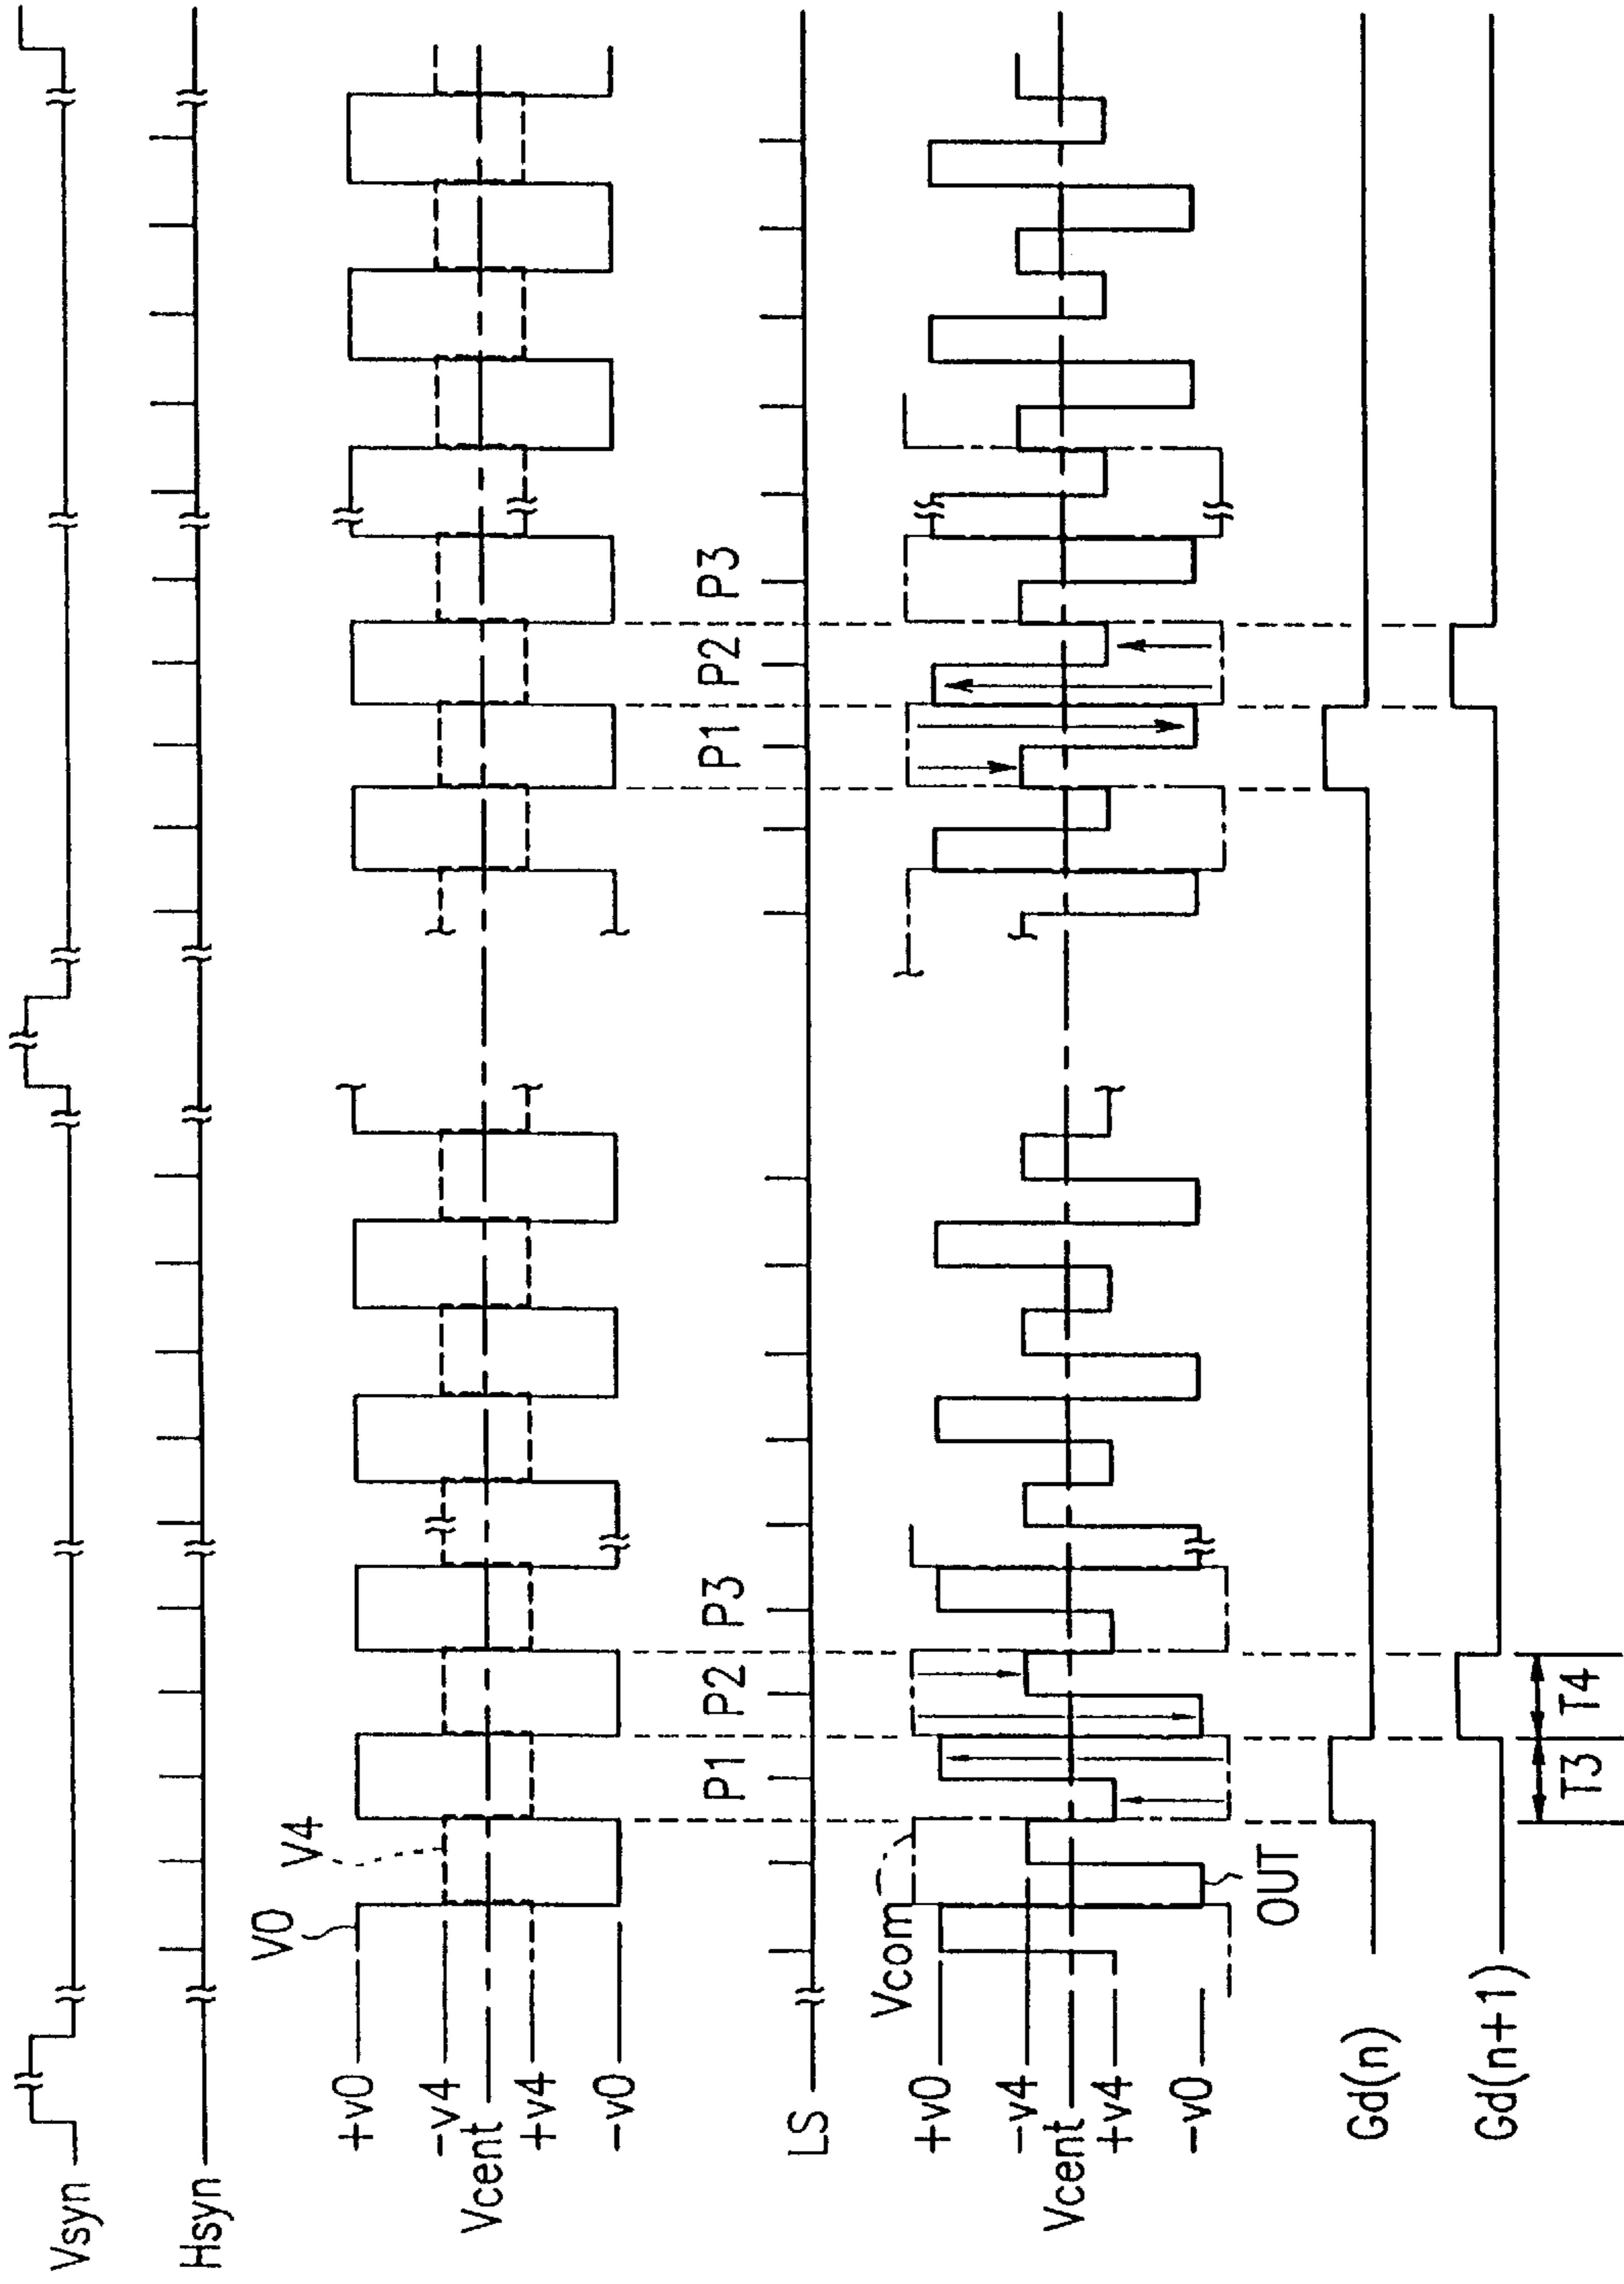 Vsyn
Hsyn
V0
V4
+v0
-v4
Vcent
+v4
-v0
P1
P2
P3
P1
P2
P3
LS
Vcom
+v0
-v4
Vcent
+v4
-v0
OUT
Gd(n)
Gd(n+1)
T3
T4